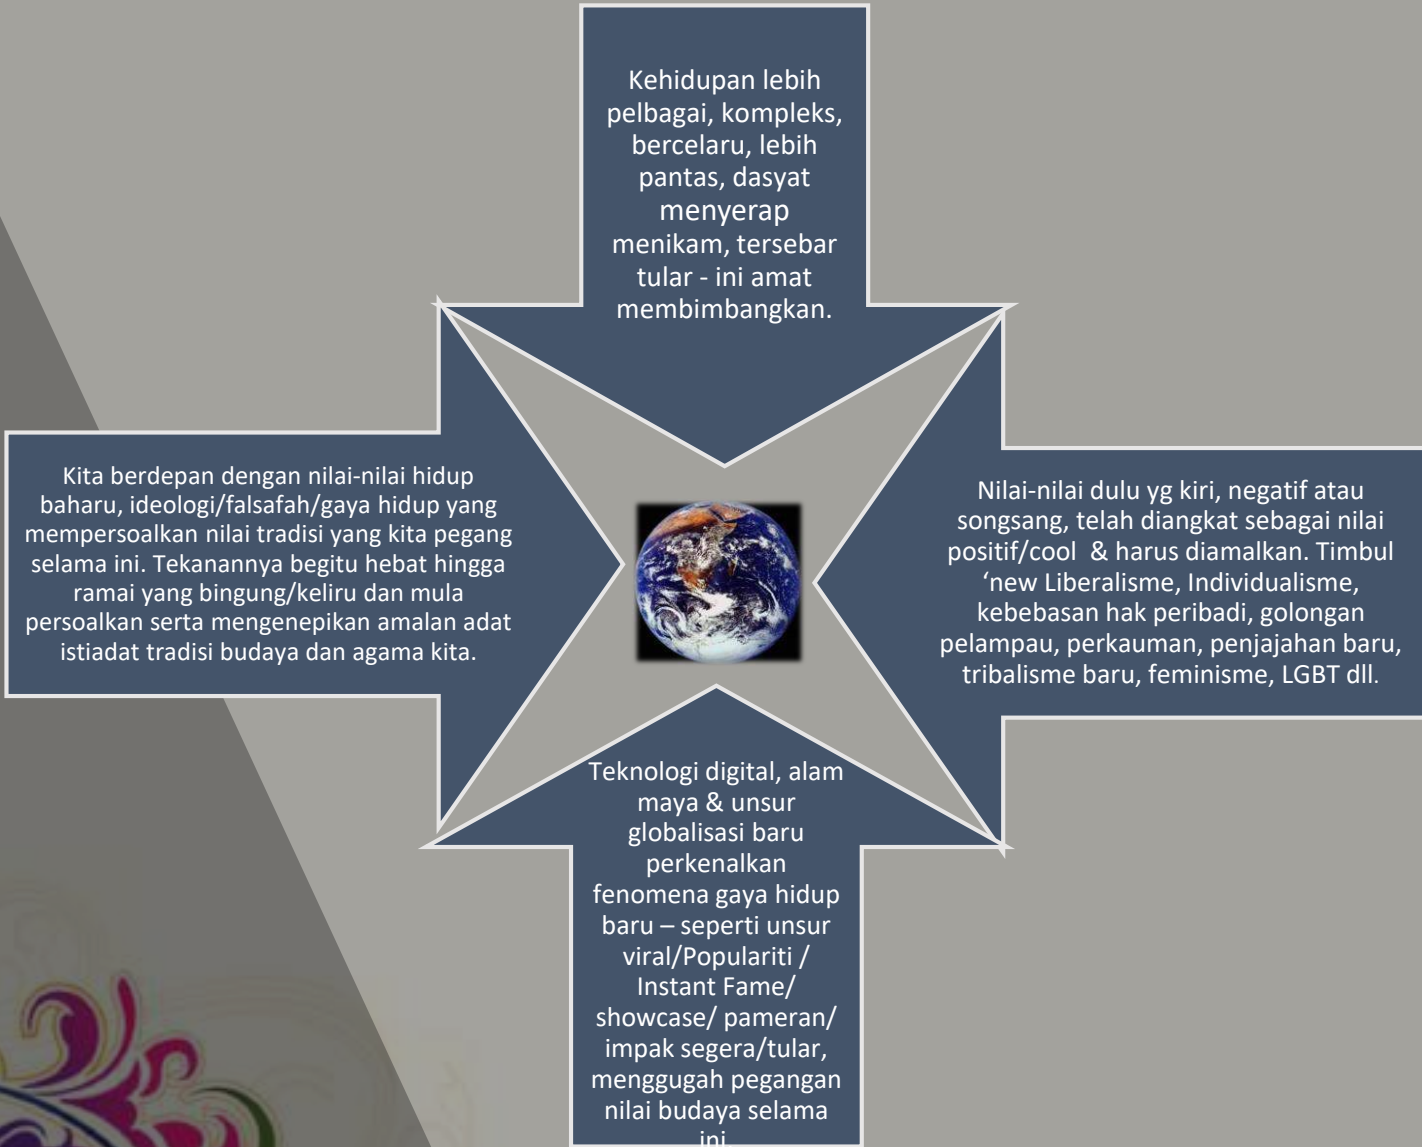 Kehidupan lebih
pelbagai, kompleks,
bercelaru, lebih
pantas, dasyat
menyerap
menikam, tersebar
tular - ini amat
membimbangkan.
Kita berdepan dengan nilai-nilai hidup
baharu, ideologi/falsafah/gaya hidup yang
mempersoalkan nilai tradisi yang kita pegang
selama ini. Tekanannya begitu hebat hingga
ramai yang bingung/keliru dan mula
persoalkan serta mengenepikan amalan adat
istiadat tradisi budaya dan agama kita.
Nilai-nilai dulu yg kiri, negatif atau
songsang, telah diangkat sebagai nilai
positif/cool & harus diamalkan. Timbul
‘new Liberalisme, Individualisme,
kebebasan hak peribadi, golongan
pelampau, perkauman, penjajahan baru,
tribalisme baru, feminisme, LGBT dll.
Teknologi digital, alam
maya & unsur
globalisasi baru
perkenalkan
fenomena gaya hidup
baru – seperti unsur
viral/Populariti /
Instant Fame/
showcase/ pameran/
impak segera/tular,
menggugah pegangan
nilai budaya selama
ini